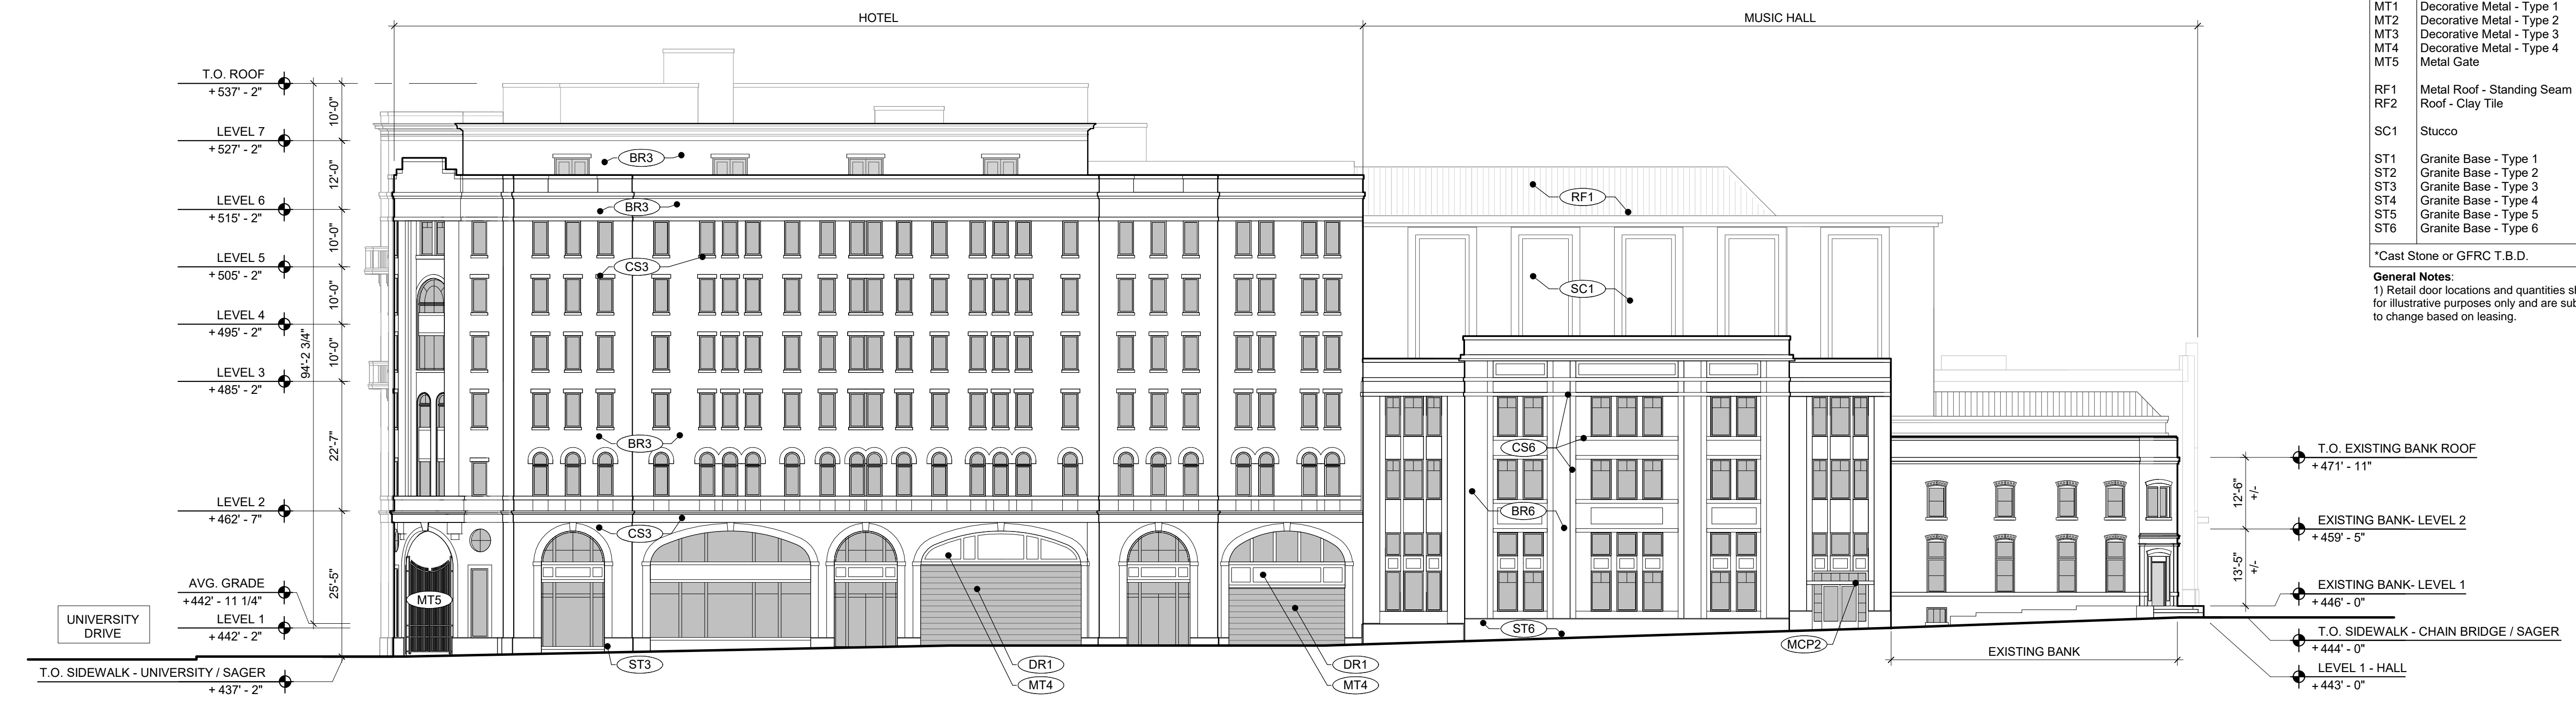 HOTEL
MUSIC HALL
T.O. ROOF
+ 537' - 2"
LEVEL 7
+ 527' - 2"
LEVEL 6
+ 515' - 2"
LEVEL 5
+ 505' - 2"
LEVEL 4
+ 495' - 2"
LEVEL 3
+ 485' - 2"
LEVEL 2
+ 462' - 7"
AVG. GRADE
+442' - 11 1/4"
LEVEL 1
+ 442' - 2"
T.O. SIDEWALK - UNIVERSITY / SAGER
+ 437' - 2"
UNIVERSITY
DRIVE
94'-2 3/4"
10'-0"
12'-0"
10'-0"
10'-0"
10'-0"
22'-7"
25'-5"
BR3
BR3
CS3
BR3
CS3
MT5
ST3
DR1
MT4
DR1
MT4
RF1
SC1
CS6
BR6
ST6
MCP2
EXISTING BANK
T.O. EXISTING BANK ROOF
+ 471' - 11"
12'-6"
+/-
EXISTING BANK- LEVEL 2
+ 459' - 5"
13'-5"
+/-
EXISTING BANK- LEVEL 1
+ 446' - 0"
T.O. SIDEWALK - CHAIN BRIDGE / SAGER
+ 444' - 0"
LEVEL 1 - HALL
+ 443' - 0"
MT1 Decorative Metal - Type 1
MT2 Decorative Metal - Type 2
MT3 Decorative Metal - Type 3
MT4 Decorative Metal - Type 4
MT5 Metal Gate
RF1 Metal Roof - Standing Seam
RF2 Roof - Clay Tile
SC1 Stucco
ST1 Granite Base - Type 1
ST2 Granite Base - Type 2
ST3 Granite Base - Type 3
ST4 Granite Base - Type 4
ST5 Granite Base - Type 5
ST6 Granite Base - Type 6
*Cast Stone or GFRC T.B.D.
General Notes:
1) Retail door locations and quantities
for illustrative purposes only and are
to change based on leasing.